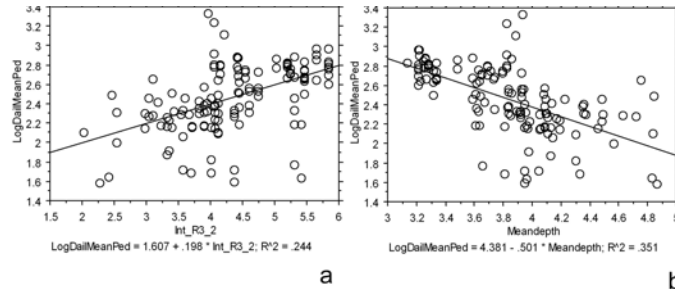 3.4
3.2
3
2.8
2.6
2.4
2.2
2
1.8
1.6
1.4
LogDailMeanPed
1.5 2 2.5 3 3.5 4 4.5 5 5.5 6
Int_R3_2
LogDailMeanPed = 1.607 + .198 * Int_R3_2; R^2 = .244
a
3.4
3.2
3
2.8
2.6
2.4
2.2
2
1.8
1.6
1.4
LogDailMeanPed
3 3.2 3.4 3.6 3.8 4 4.2 4.4 4.6 4.8 5
Meandepth
LogDailMeanPed = 4.381 - .501 * Meandepth; R^2 = .351
b